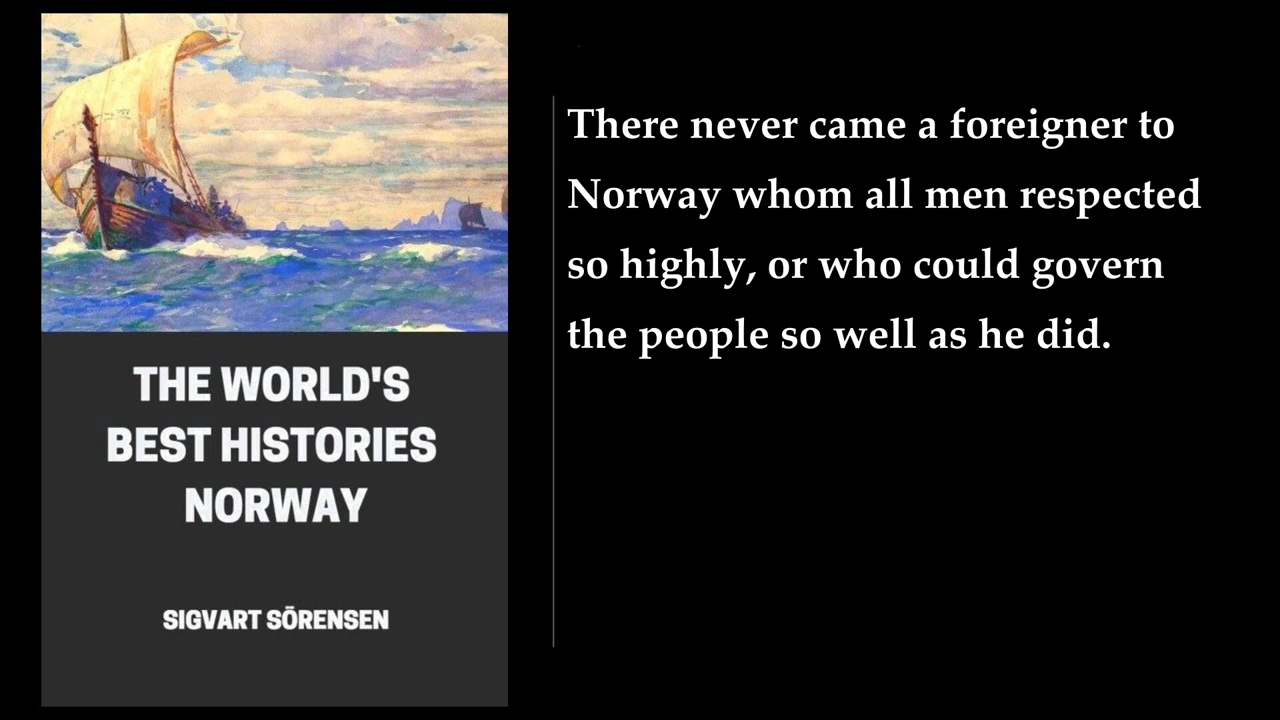 THE WORLD'S
BEST HISTORIES
NORWAY
SIGVART SÖRENSEN
There never came a foreigner to
Norway whom all men respected
so highly, or who could govern
the people so well as he did.